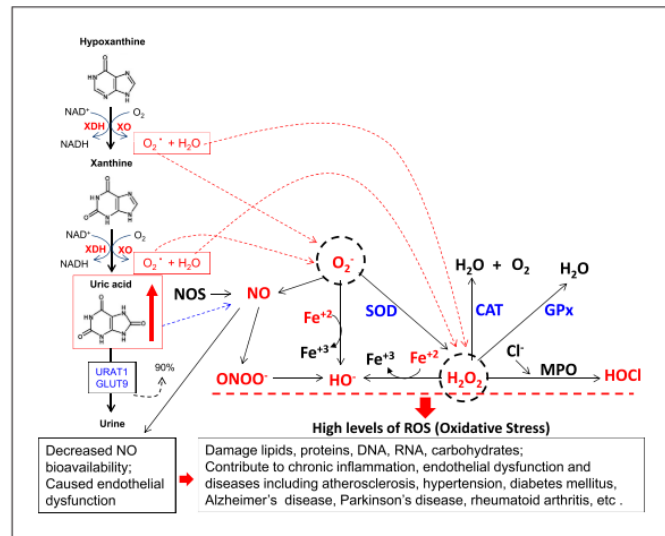 Hypoxanthine
O
HN
N
N
N
H
NAD⁺
O₂
XDH
XO
NADH
O₂⁻ + H₂O
Xanthine
O
HN
N
O
N
H
N
H
NAD⁺
O₂
XDH
XO
NADH
O₂⁻ + H₂O
Uric acid
O
HN
H
N
O
O
N
H
N
H
URAT1
GLUT9
90%
Urine
NOS
NO
O₂⁻
H₂O + O₂
H₂O
Fe⁺²
SOD
CAT
GPx
Fe⁺³
Fe⁺³
Fe⁺²
Cl⁻
ONOO⁻
HO⁻
H₂O₂
MPO
HOCl
High levels of ROS (Oxidative Stress)
Decreased NO
bioavailability;
Caused endothelial
dysfunction
Damage lipids, proteins, DNA, RNA, carbohydrates;
Contribute to chronic inflammation, endothelial dysfunction and
diseases including atherosclerosis, hypertension, diabetes mellitus,
Alzheimer's disease, Parkinson's disease, rheumatoid arthritis, etc .